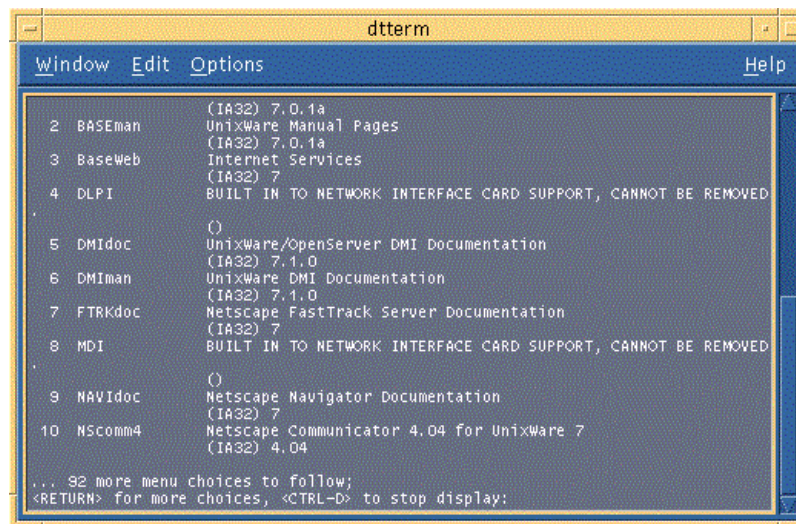 dtterm
Window Edit Options Help
(IA32) 7.0.1a
2 BASEman UnixWare Manual Pages
(IA32) 7.0.1a
3 BaseWeb Internet Services
(IA32) 7
4 DLPI BUILT IN TO NETWORK INTERFACE CARD SUPPORT, CANNOT BE REMOVED
.
()
5 DMIdoc UnixWare/OpenServer DMI Documentation
(IA32) 7.1.0
6 DMIman UnixWare DMI Documentation
(IA32) 7.1.0
7 FTRKdoc Netscape FastTrack Server Documentation
(IA32) 7
8 MDI BUILT IN TO NETWORK INTERFACE CARD SUPPORT, CANNOT BE REMOVED
.
()
9 NAVIdoc Netscape Navigator Documentation
(IA32) 7
10 NScomm4 Netscape Communicator 4.04 for UnixWare 7
(IA32) 4.04
... 92 more menu choices to follow;
<RETURN> for more choices, <CTRL-D> to stop display: